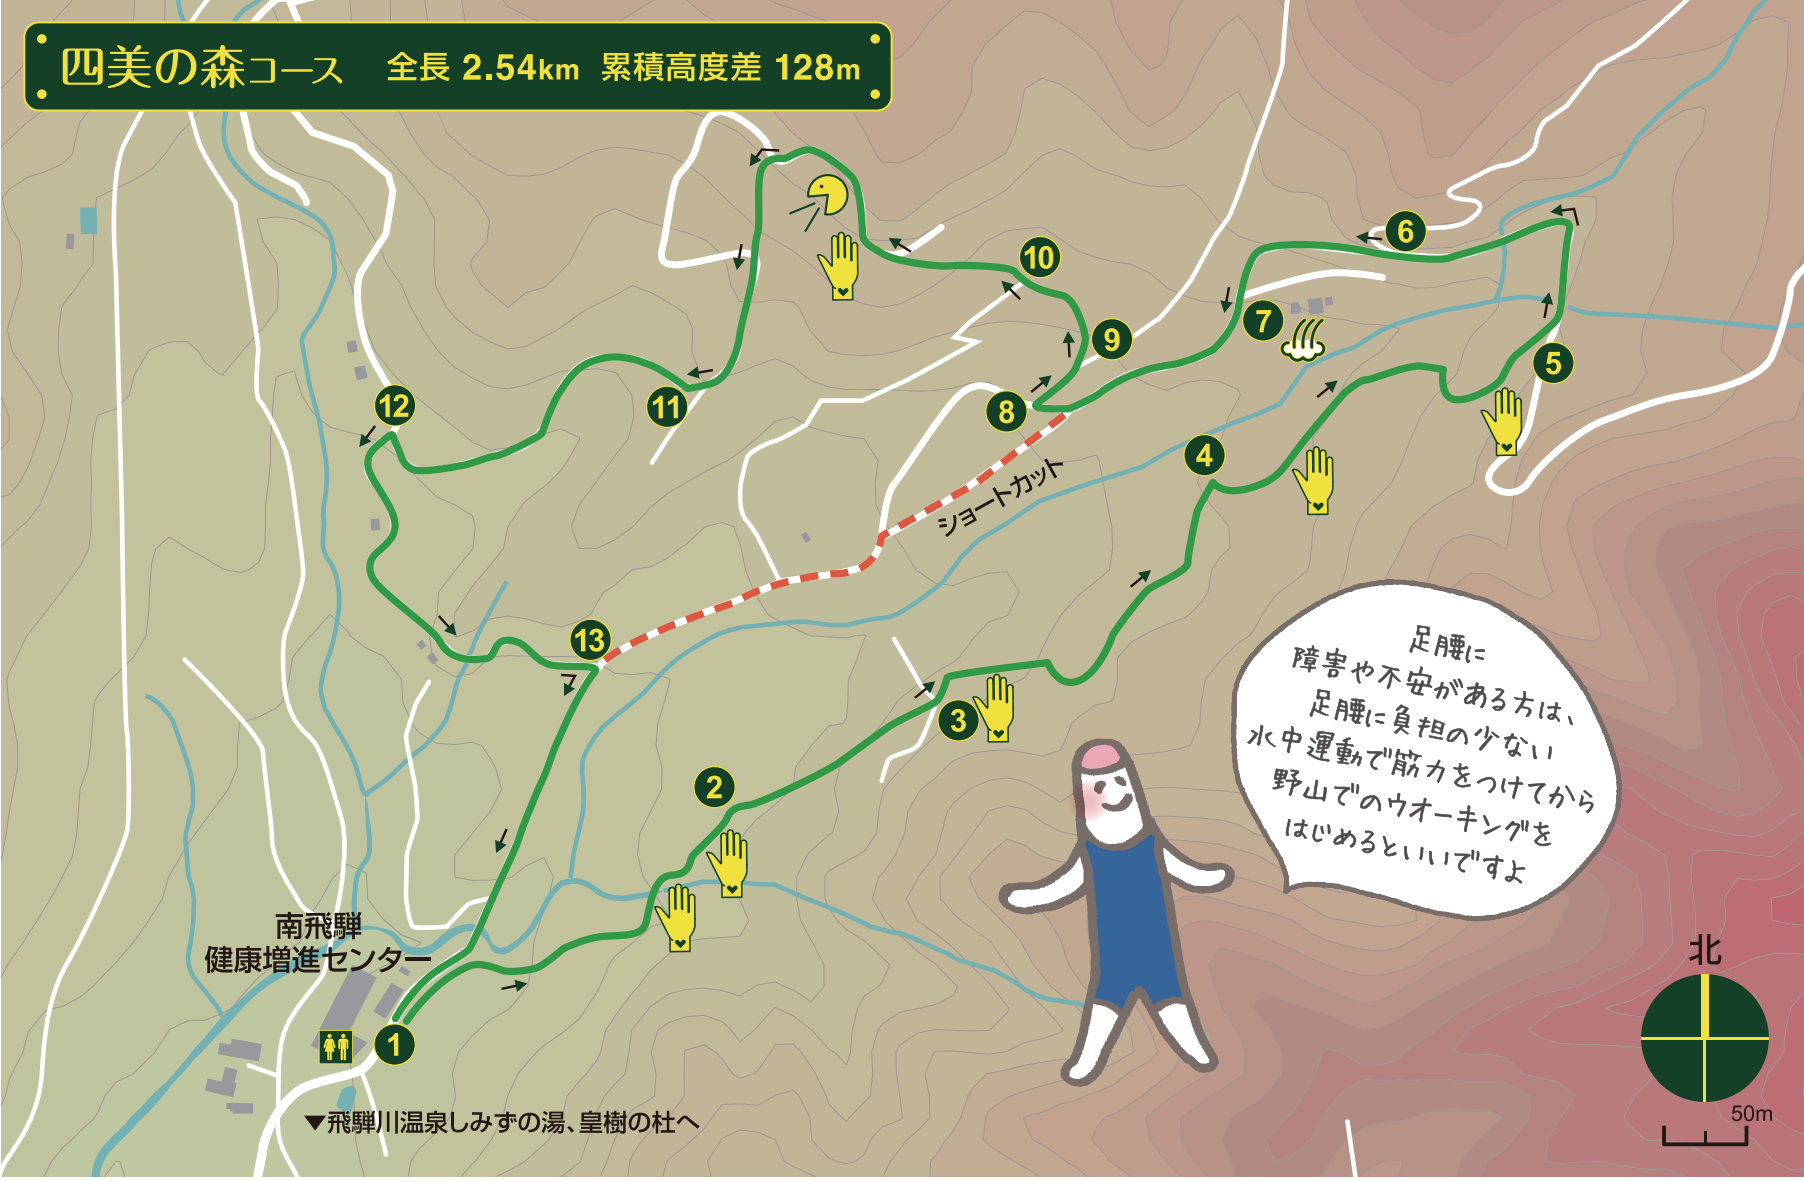 四美の森コース 全長 2.54km 累積高度差 128m
6
10
7
9
5
12
11
8
4
ショートカット
13
足腰に
障害や不安がある方は、
足腰に負担の少ない
水中運動で筋力をつけてから
野山でのウオーキングを
はじめるといいですよ
3
2
南飛騨
健康増進センター
北
1
50m
▼飛騨川温泉しみずの湯、皇樹の杜へ